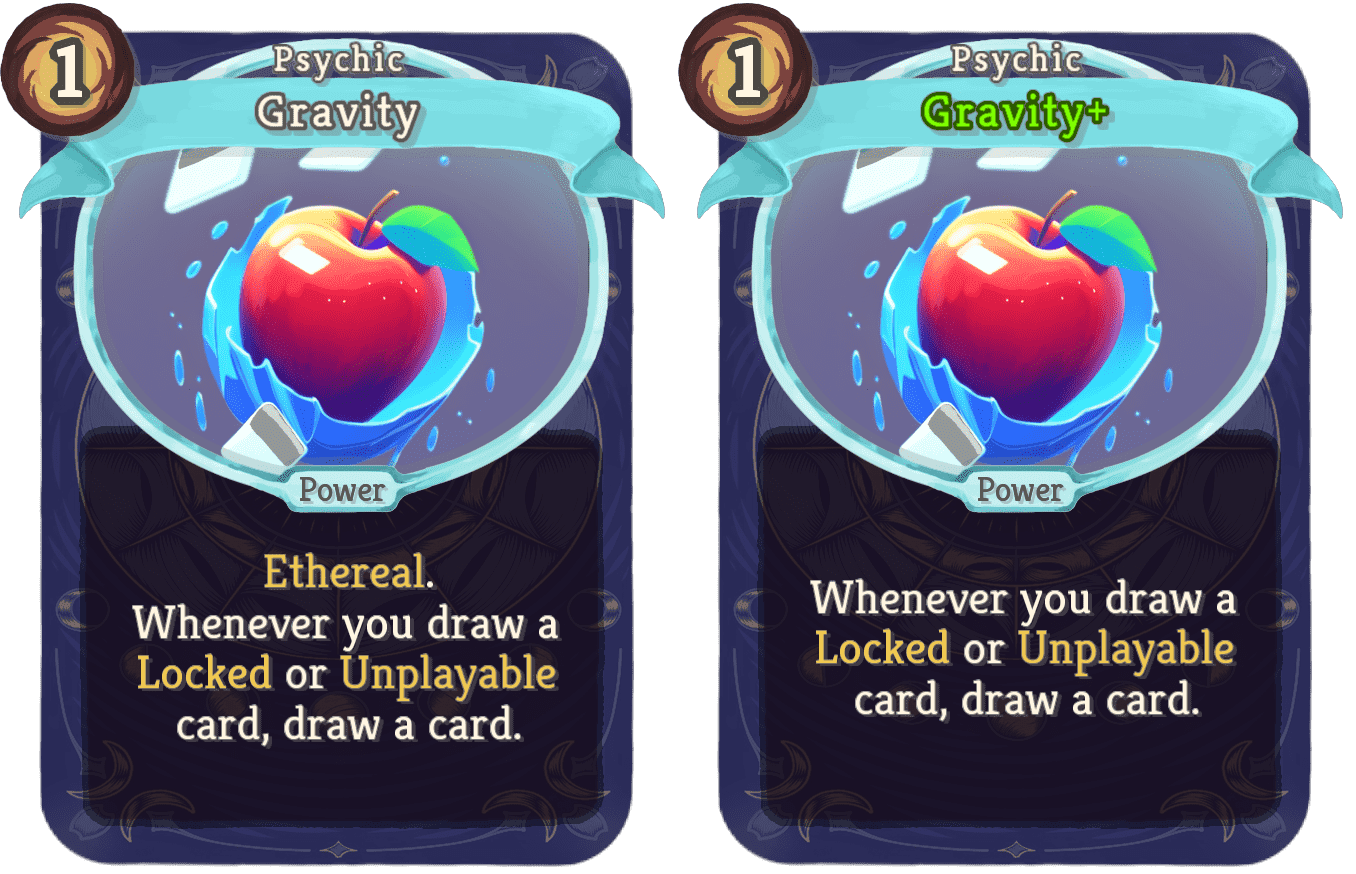 1
Psychic
Gravity
Power
Ethereal.
Whenever you draw a
Locked or Unplayable
card, draw a card.
1
Psychic
Gravity+
Power
Whenever you draw a
Locked or Unplayable
card, draw a card.